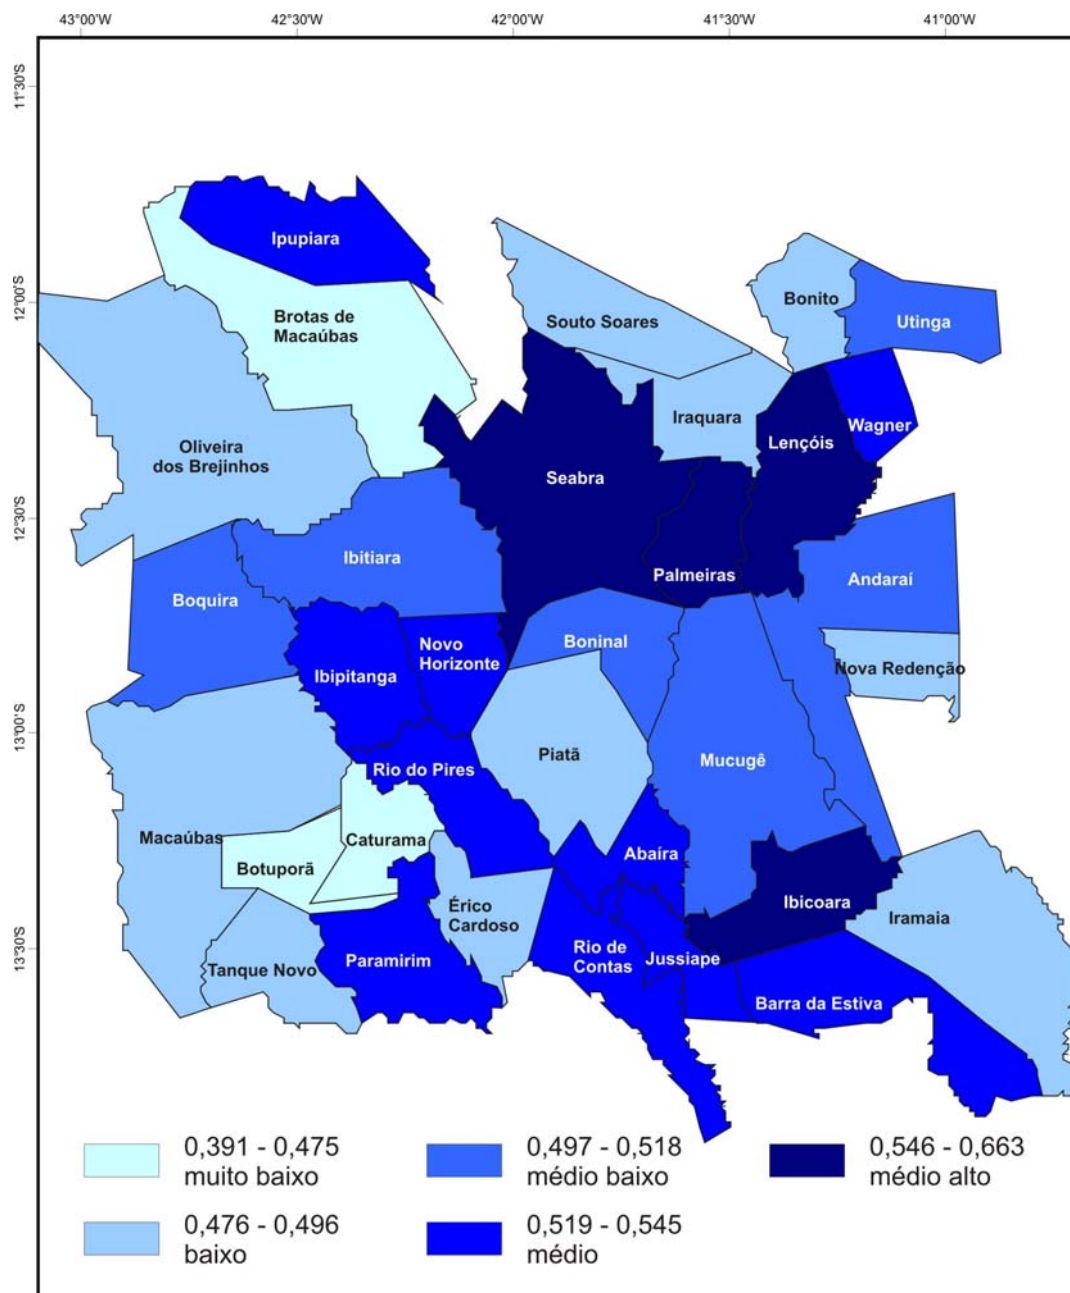 43°00'W
42°30'W
42°00'W
41°30'W
41°00'W
11°30'S
12°00'S
12°30'S
13°00'S
13°30'S
Ipupiara
Brotas de
Macaúbas
Souto Soares
Bonito
Utinga
Iraquara
Lençóis
Wagner
Oliveira
dos Brejinhos
Seabra
Ibitiara
Palmeiras
Andaraí
Boquira
Novo
Horizonte
Boninal
Ibipitanga
Nova Redenção
Rio do Pires
Piatã
Mucugê
Macaúbas
Caturama
Abaíra
Botuporã
Érico
Cardoso
Ibicoara
Iramaia
Tanque Novo
Paramirim
Rio de
Contas
Jussiape
Barra da Estiva
0,391 - 0,475
muito baixo
0,476 - 0,496
baixo
0,497 - 0,518
médio baixo
0,519 - 0,545
médio
0,546 - 0,663
médio alto